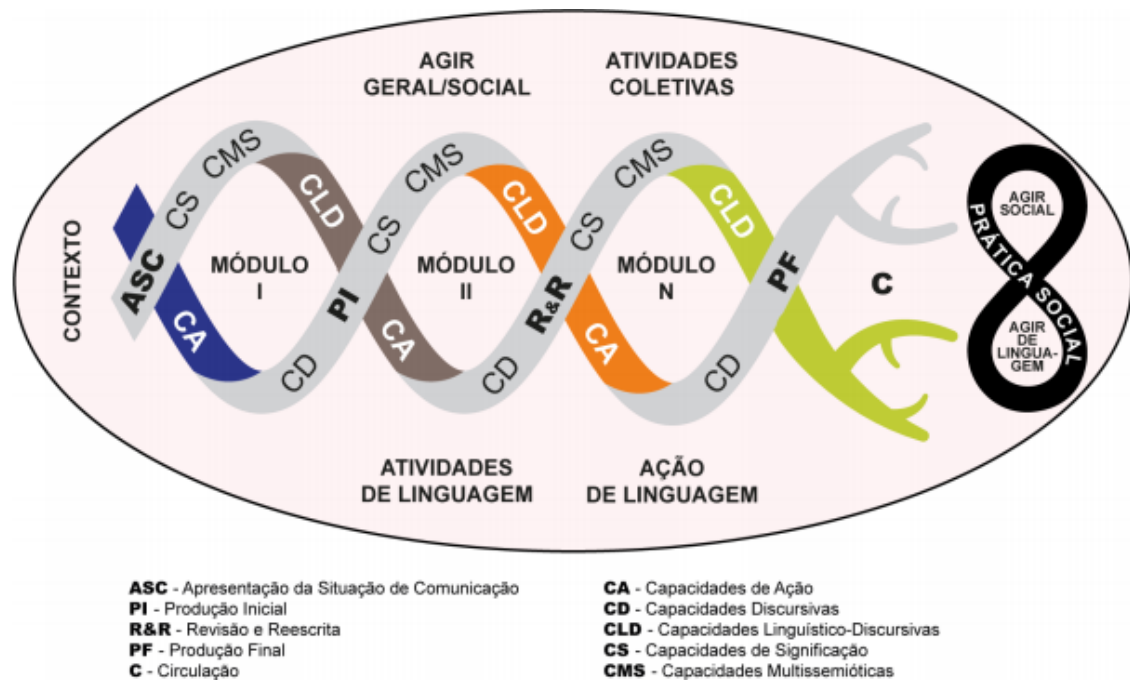 AGIR
GERAL/SOCIAL
ATIVIDADES
COLETIVAS
CONTEXTO
ASC
CS
CMS
CLD
CA
MÓDULO
I
CD
PI
CS
CMS
CLD
CA
MÓDULO
II
CD
R&R
CS
CMS
CLD
CA
MÓDULO
N
CD
PF
C
AGIR
SOCIAL
PRÁTICA SOCIAL
AGIR
DE
LINGUA-
GEM
ATIVIDADES
DE LINGUAGEM
AÇÃO
DE LINGUAGEM
ASC - Apresentação da Situação de Comunicação
PI - Produção Inicial
R&R - Revisão e Reescrita
PF - Produção Final
C - Circulação
CA - Capacidades de Ação
CD - Capacidades Discursivas
CLD - Capacidades Linguístico-Discursivas
CS - Capacidades de Significação
CMS - Capacidades Multissemióticas